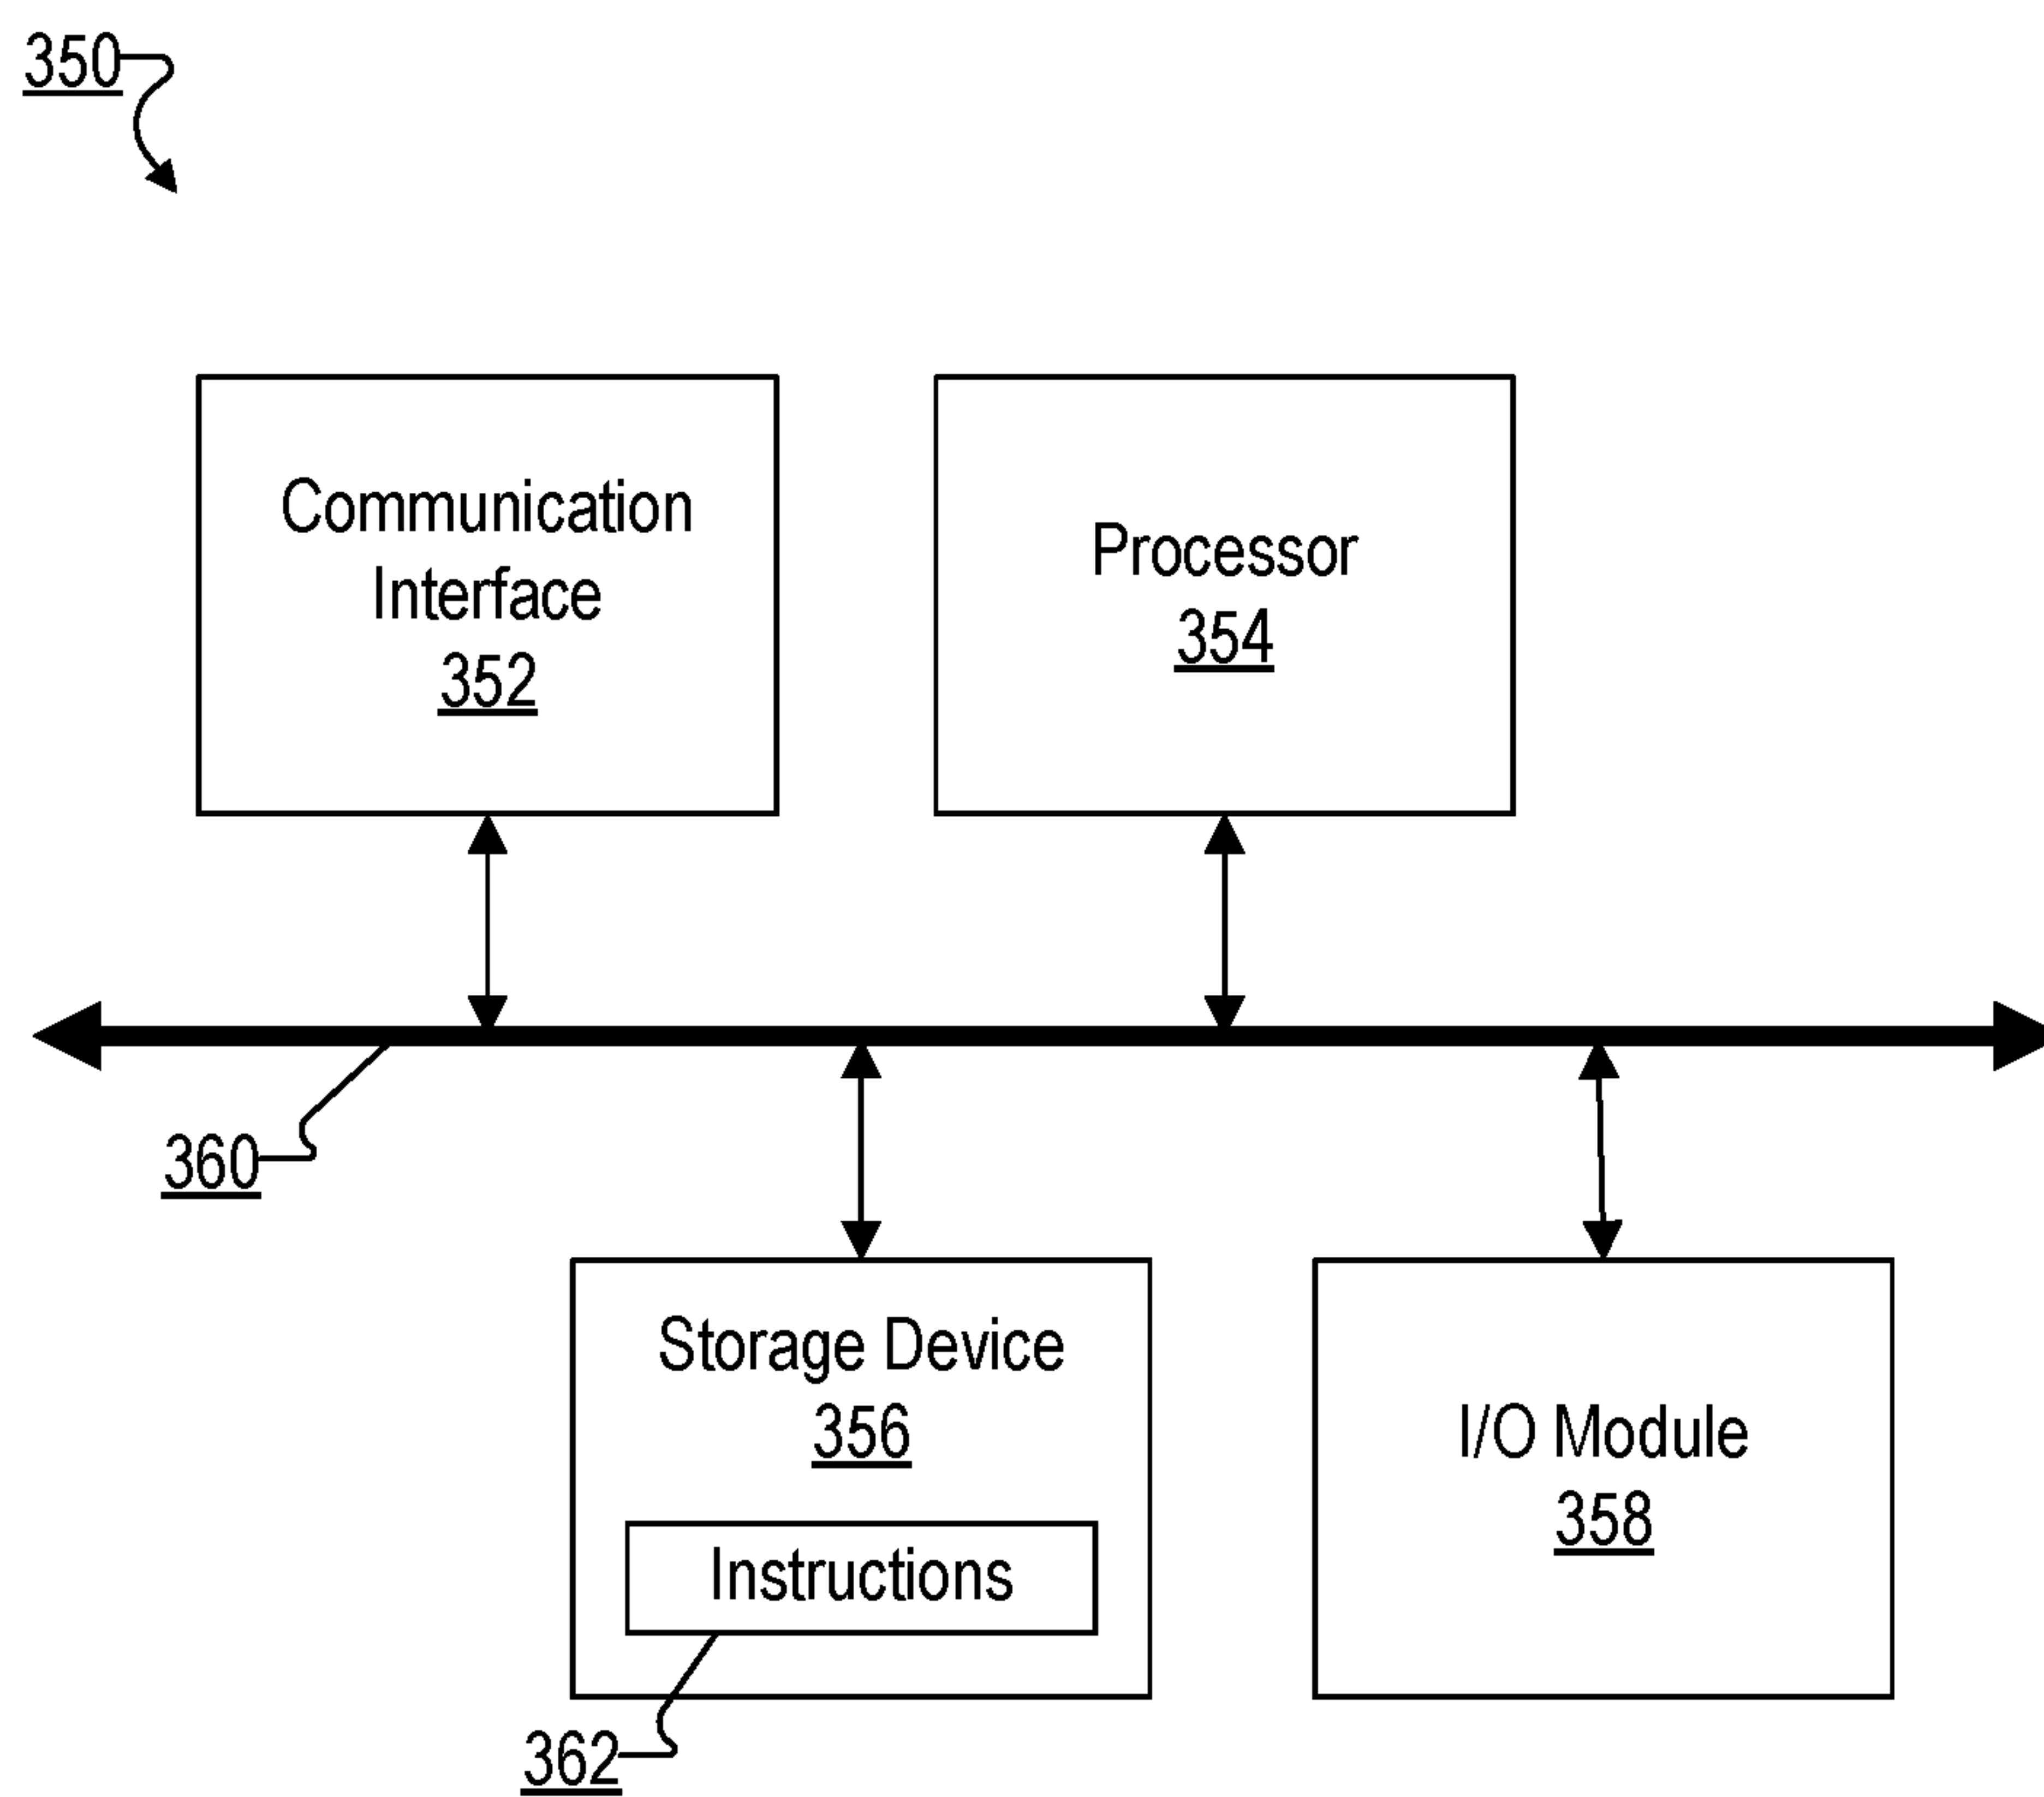 350
Communication
Interface
352
Processor
354
360
Storage Device
356
Instructions
362
I/O Module
358